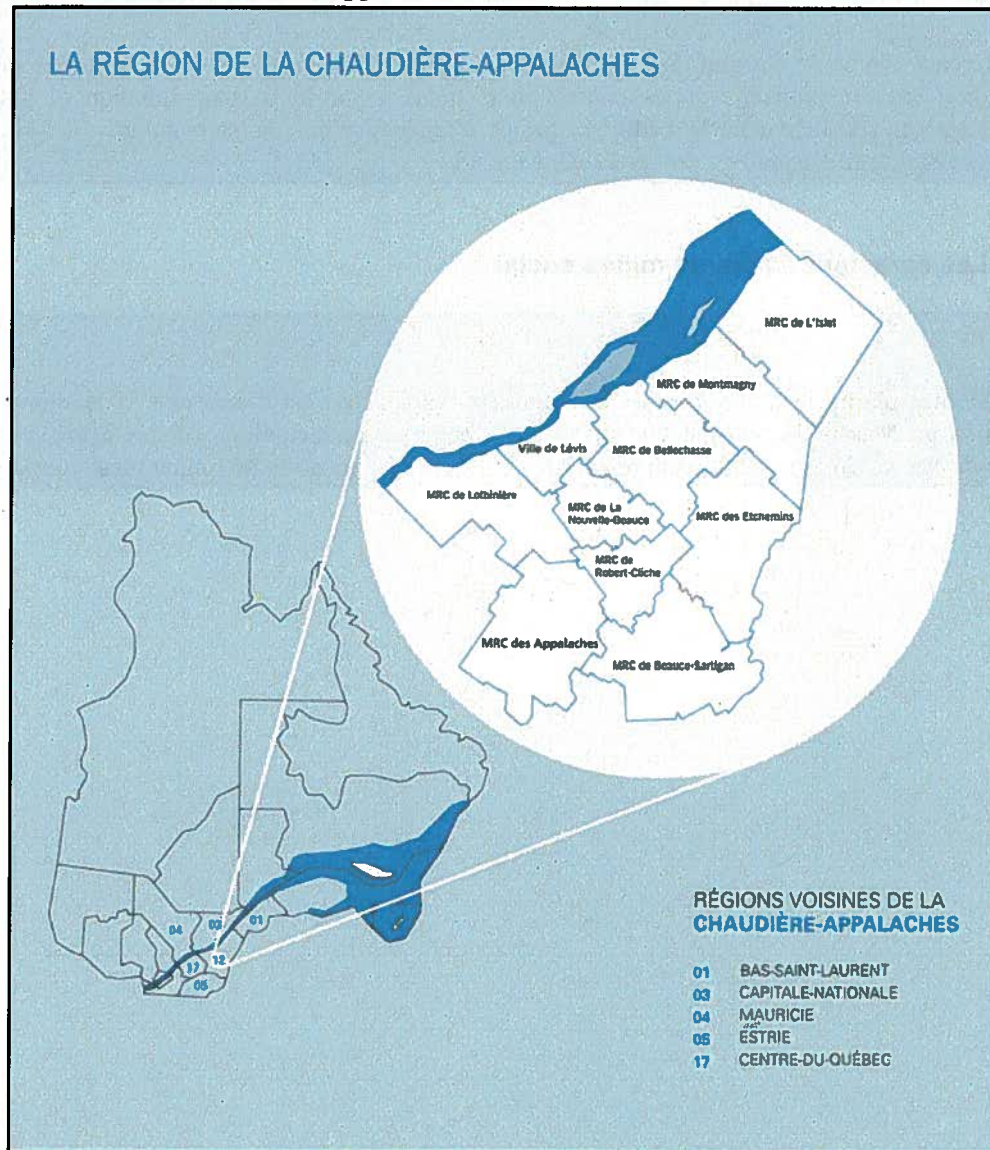 LA RÉGION DE LA CHAUDIÈRE-APPALACHES
MRC de L'Islet
MRC de Montmagny
Ville de Lévis
MRC de Bellechasse
MRC de Lotbinière
MRC de La
Nouvelle-Beauce
MRC des Etchemins
MRC de
Robert-Cliche
MRC des Appalaches
MRC de Beauce-Sartigan
04
03
01
17
12
05
RÉGIONS VOISINES DE LA
CHAUDIÈRE-APPALACHES
01 BAS-SAINT-LAURENT
03 CAPITALE-NATIONALE
04 MAURICIE
05 ESTRIE
17 CENTRE-DU-QUÉBEC